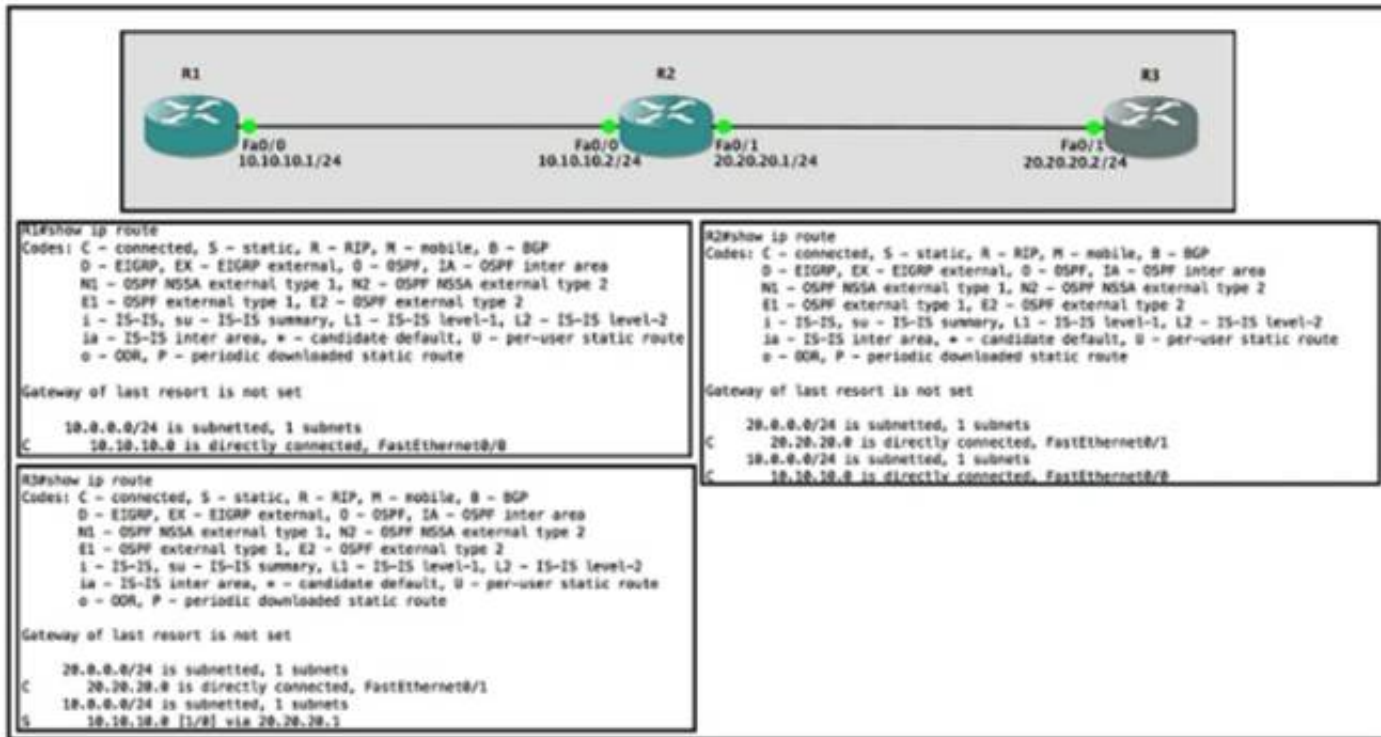 R1
R2
R3
Fa0/0
10.10.10.1/24
Fa0/0
10.10.10.2/24
Fa0/1
20.20.20.1/24
Fa0/1
20.20.20.2/24
R1#show ip route
Codes: C - connected, S - static, R - RIP, M - mobile, B - BGP
D - EIGRP, EX - EIGRP external, O - OSPF, IA - OSPF inter area
N1 - OSPF NSSA external type 1, N2 - OSPF NSSA external type 2
E1 - OSPF external type 1, E2 - OSPF external type 2
i - IS-IS, su - IS-IS summary, L1 - IS-IS level-1, L2 - IS-IS level-2
ia - IS-IS inter area, * - candidate default, U - per-user static route
o - ODR, P - periodic downloaded static route
Gateway of last resort is not set
10.0.0.0/24 is subnetted, 1 subnets
C 10.10.10.0 is directly connected, FastEthernet0/0
R2#show ip route
Codes: C - connected, S - static, R - RIP, M - mobile, B - BGP
D - EIGRP, EX - EIGRP external, O - OSPF, IA - OSPF inter area
N1 - OSPF NSSA external type 1, N2 - OSPF NSSA external type 2
E1 - OSPF external type 1, E2 - OSPF external type 2
i - IS-IS, su - IS-IS summary, L1 - IS-IS level-1, L2 - IS-IS level-2
ia - IS-IS inter area, * - candidate default, U - per-user static route
o - ODR, P - periodic downloaded static route
Gateway of last resort is not set
20.0.0.0/24 is subnetted, 1 subnets
C 20.20.20.0 is directly connected, FastEthernet0/1
10.0.0.0/24 is subnetted, 1 subnets
C 10.10.10.0 is directly connected, FastEthernet0/0
R3#show ip route
Codes: C - connected, S - static, R - RIP, M - mobile, B - BGP
D - EIGRP, EX - EIGRP external, O - OSPF, IA - OSPF inter area
N1 - OSPF NSSA external type 1, N2 - OSPF NSSA external type 2
E1 - OSPF external type 1, E2 - OSPF external type 2
i - IS-IS, su - IS-IS summary, L1 - IS-IS level-1, L2 - IS-IS level-2
ia - IS-IS inter area, * - candidate default, U - per-user static route
o - ODR, P - periodic downloaded static route
Gateway of last resort is not set
20.0.0.0/24 is subnetted, 1 subnets
C 20.20.20.0 is directly connected, FastEthernet0/1
10.0.0.0/24 is subnetted, 1 subnets
S 10.10.10.0 [1/0] via 20.20.20.1